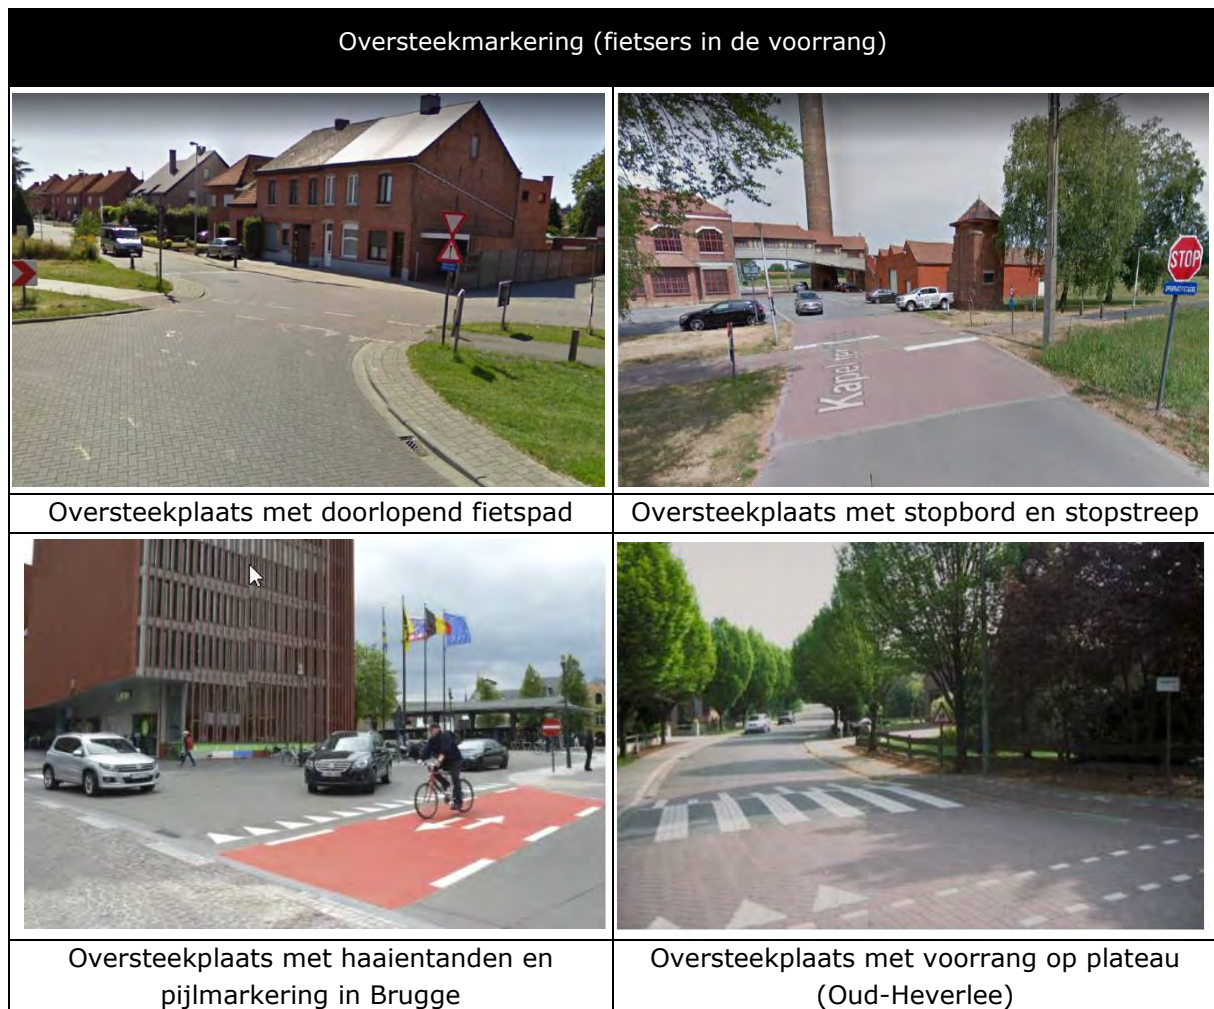 Oversteekmarkering (fietsers in de voorrang)
STOP
Oversteekplaats met doorlopend fietspad
Oversteekplaats met stopbord en stopstreep
Oversteekplaats met haaientanden en
pijlmarkering in Brugge
Oversteekplaats met voorrang op plateau
(Oud-Heverlee)